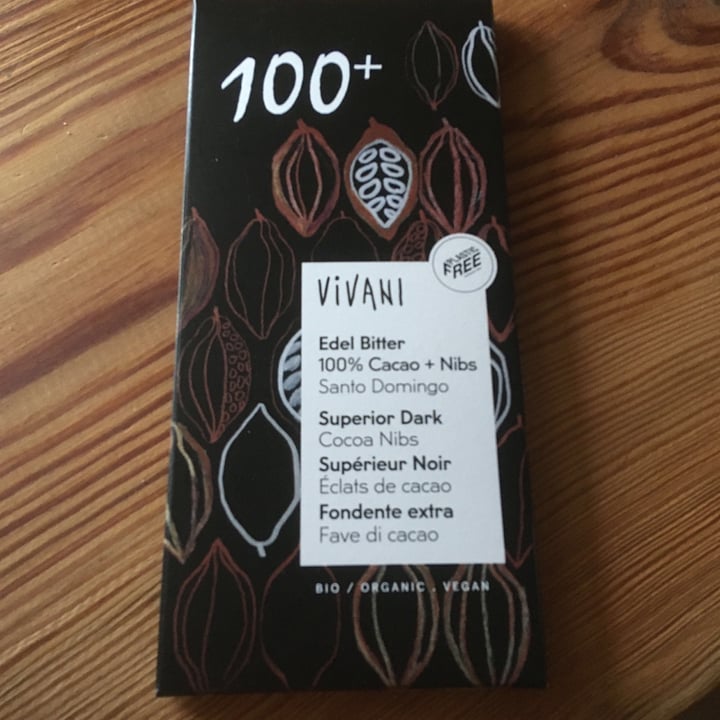 100+
PLASTIC
FREE
ViVANI
Edel Bitter
100% Cacao + Nibs
Santo Domingo
Superior Dark
Cocoa Nibs
Supérieur Noir
Éclats de cacao
Fondente extra
Fave di cacao
BIO / ORGANIC . VEGAN